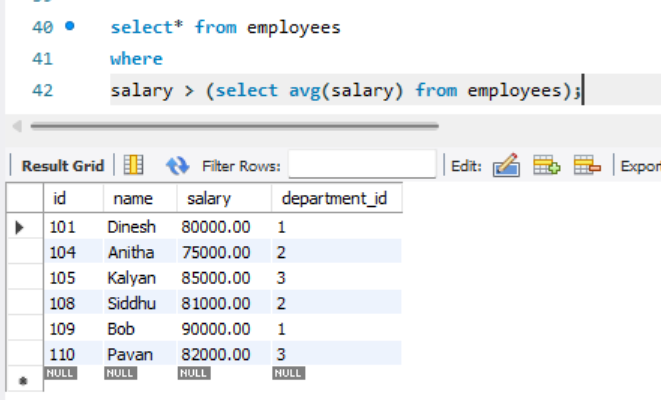 40 select* from employees
41 where
42 salary > (select avg(salary) from employees);
Result Grid Filter Rows: Edit: Export
id name salary department_id
101 Dinesh 80000.00 1
104 Anitha 75000.00 2
105 Kalyan 85000.00 3
108 Siddhu 81000.00 2
109 Bob 90000.00 1
110 Pavan 82000.00 3
NULL NULL NULL NULL